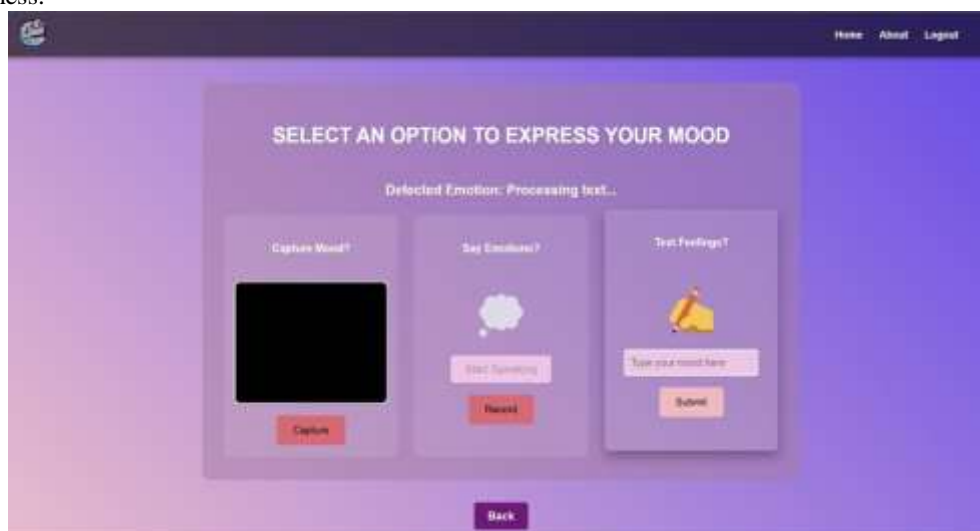 Home About Logout
SELECT AN OPTION TO EXPRESS YOUR MOOD
Detected Emotion: Processing text...
Capture Mood?
Say Emotions?
Text Feelings?
Start Speaking
Type your mood here
Record
Submit
Capture
Back